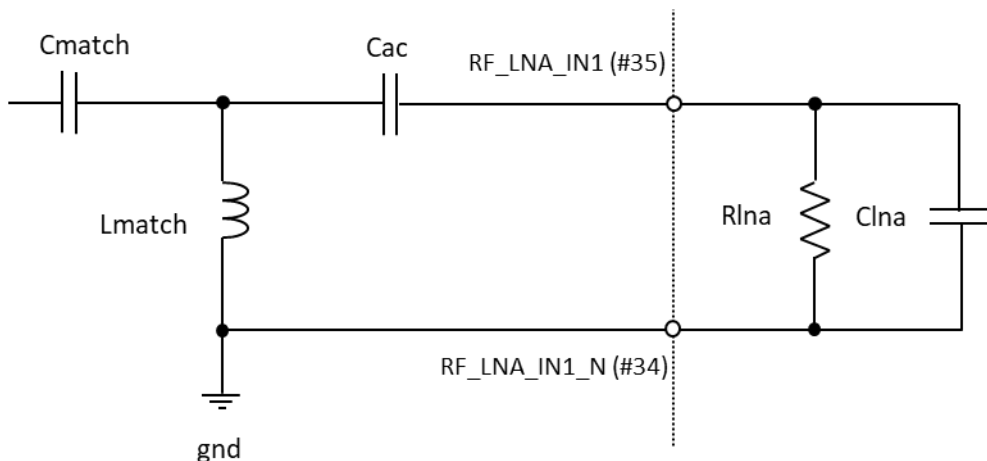 Cmatch
Cac
RF_LNA_IN1 (#35)
Lmatch
Rlna
Clna
RF_LNA_IN1_N (#34)
gnd